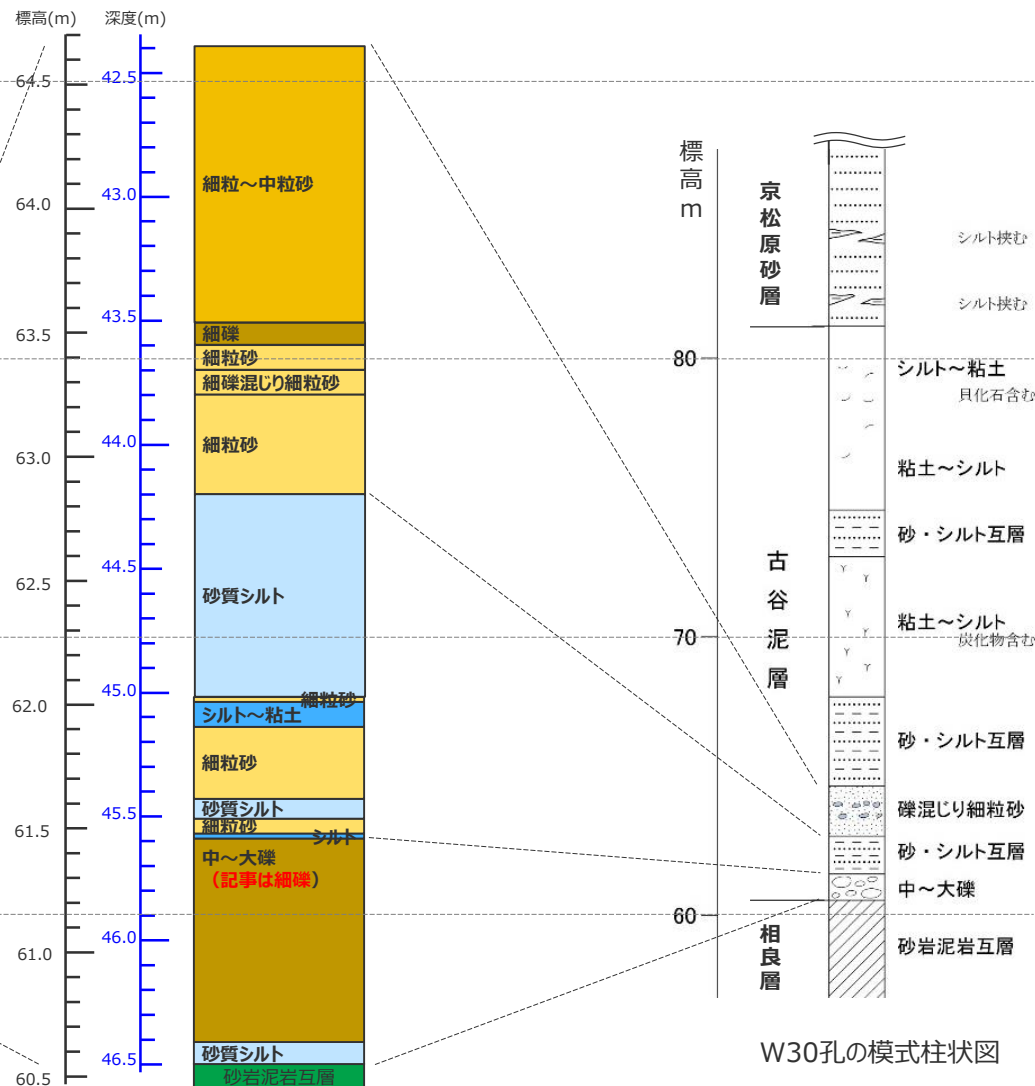 標高(m)
深度(m)
64.5
64.0
63.5
63.0
62.5
62.0
61.5
61.0
60.5
42.5
43.0
43.5
44.0
44.5
45.0
45.5
46.0
46.5
細粒～中粒砂
細礫
細粒砂
細礫混じり細粒砂
細粒砂
砂質シルト
細粒砂
シルト～粘土
細粒砂
砂質シルト
細粒砂
シルト
中～大礫
（記事は細礫）
砂質シルト
砂岩泥岩互層
標高m
80
70
60
京松原砂層
古谷泥層
相良層
シルト挟む
シルト挟む
シルト～粘土
貝化石含む
粘土～シルト
砂・シルト互層
粘土～シルト
炭化物含む
砂・シルト互層
礫混じり細粒砂
砂・シルト互層
中～大礫
砂岩泥岩互層
W30孔の模式柱状図